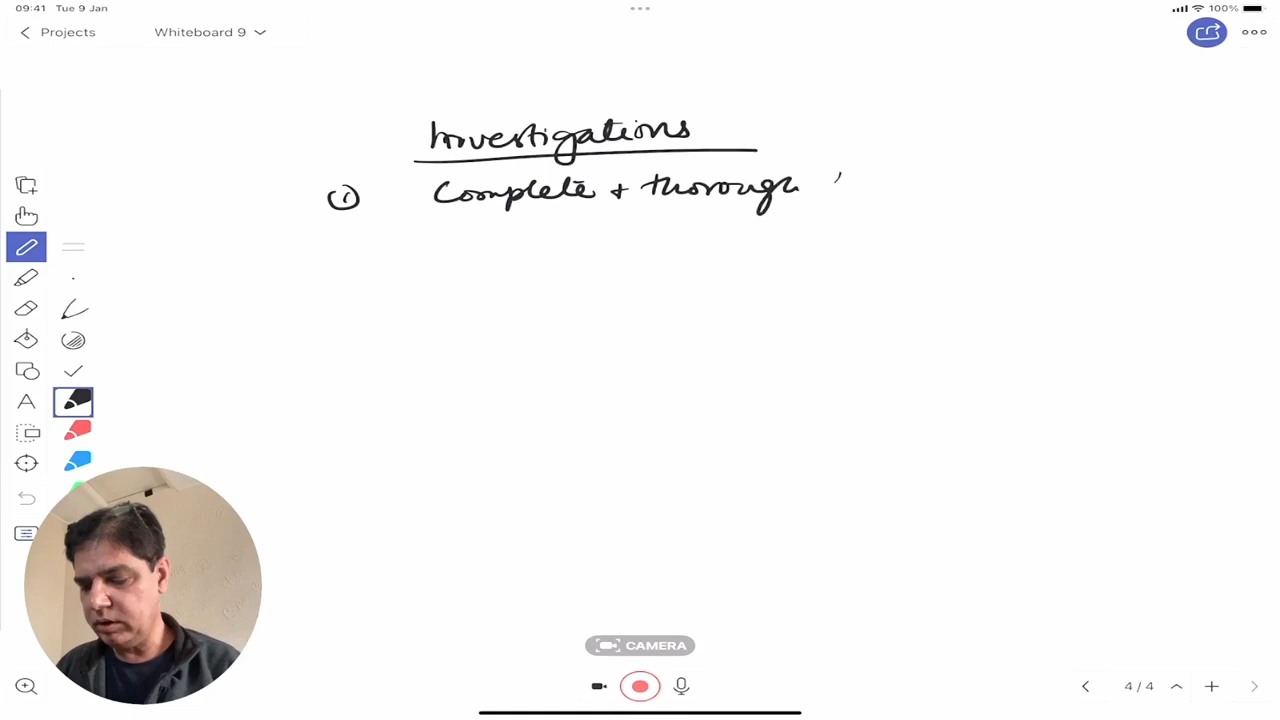 09:41 Tue 9 Jan
100%
Projects
Whiteboard 9
Investigations
① Complete + thorough
A
CAMERA
4/4